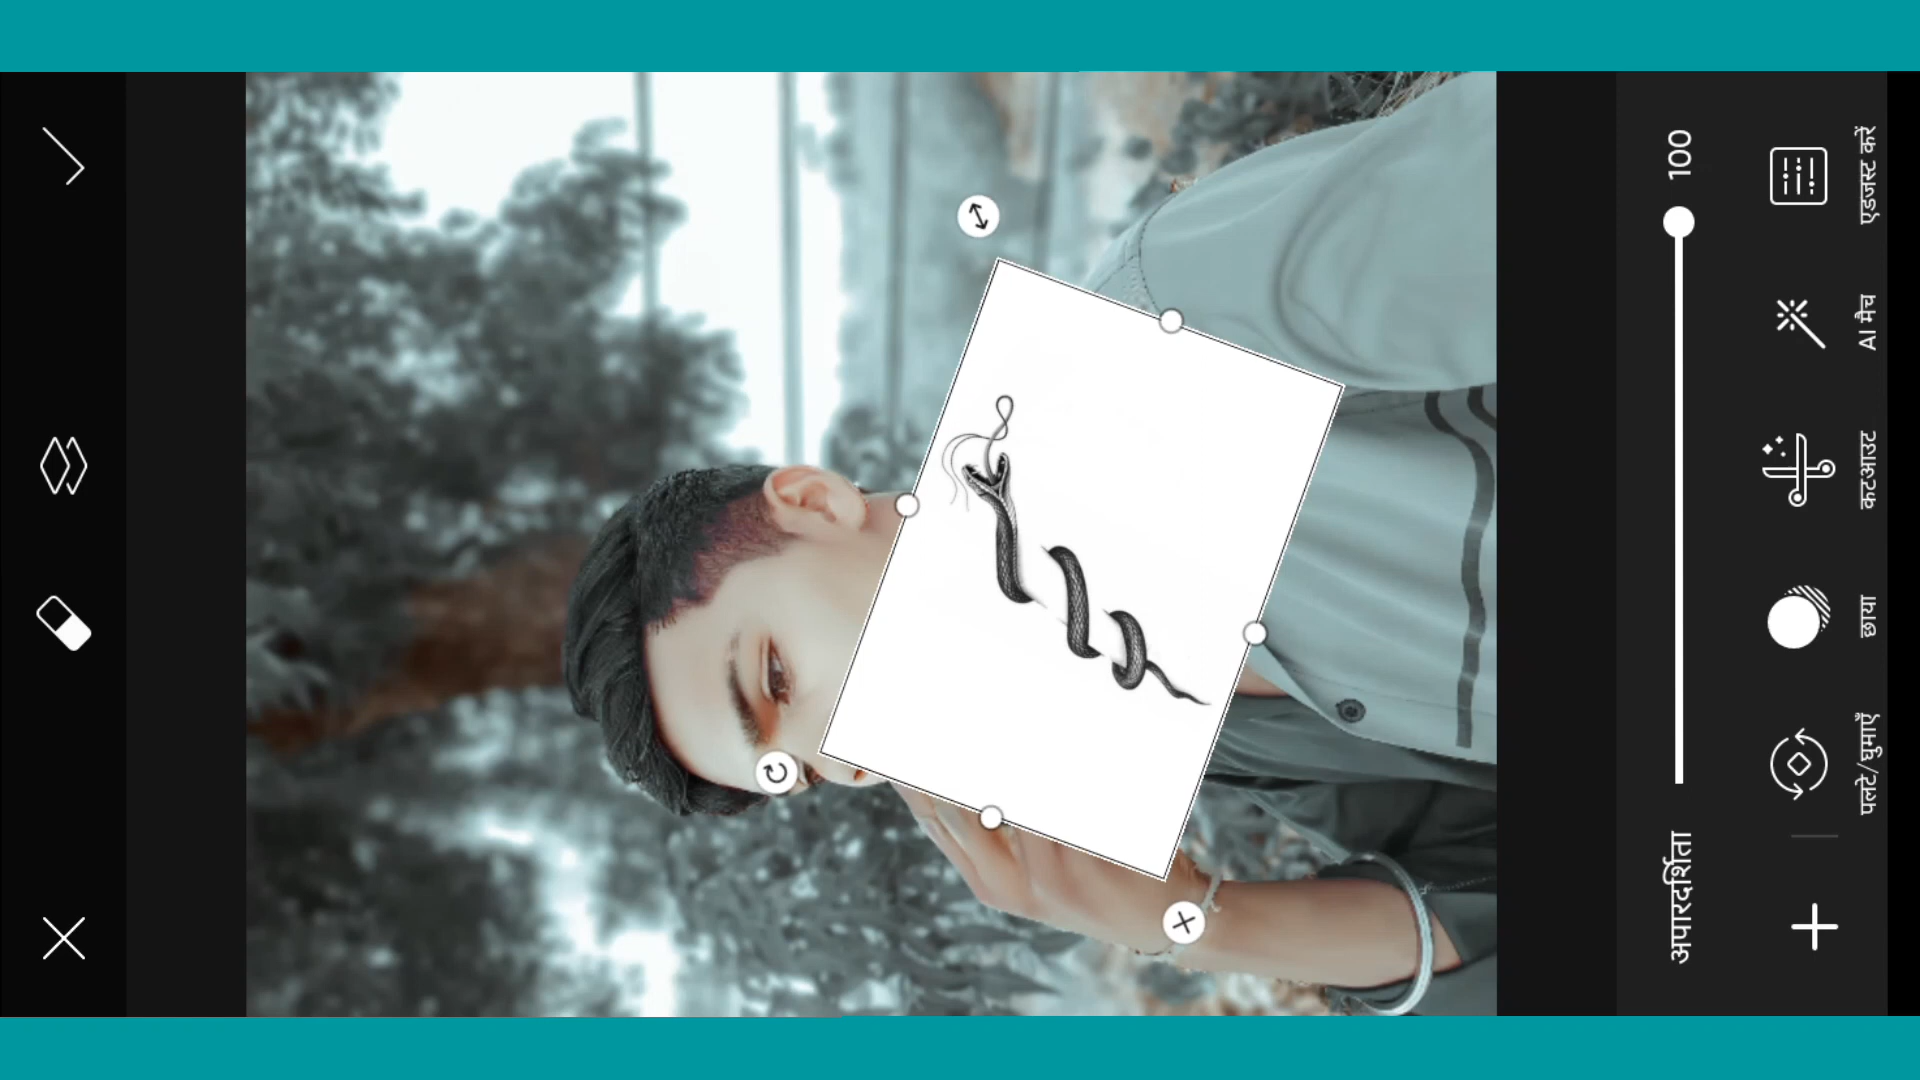 अपारदर्शिता 100
पलटें/घुमाएँ
छाया
कटआउट
AI मैच
एडजस्ट करें